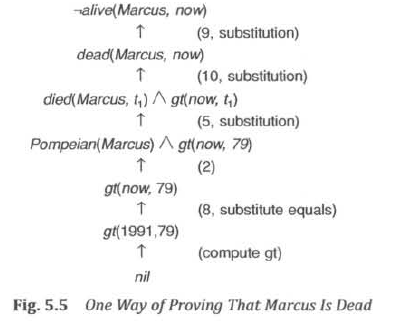 ¬alive(Marcus, now)
↑ (9, substitution)
dead(Marcus, now)
↑ (10, substitution)
died(Marcus, t₁) ∧ gt(now, t₁)
↑ (5, substitution)
Pompeian(Marcus) ∧ gt(now, 79)
↑ (2)
gt(now, 79)
↑ (8, substitute equals)
gt(1991,79)
↑ (compute gt)
nil
Fig. 5.5 One Way of Proving That Marcus Is Dead